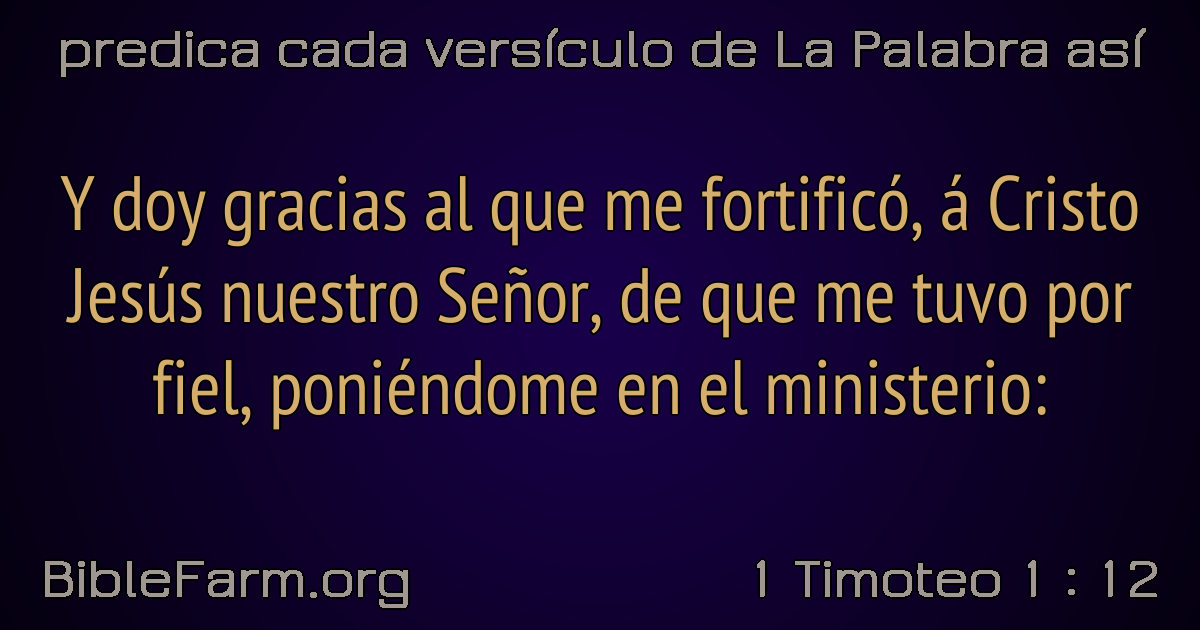 predica cada versículo de La Palabra así
Y doy gracias al que me fortificó, á Cristo
Jesús nuestro Señor, de que me tuvo por
fiel, poniéndome en el ministerio:
BibleFarm.org
1 Timoteo 1 : 12